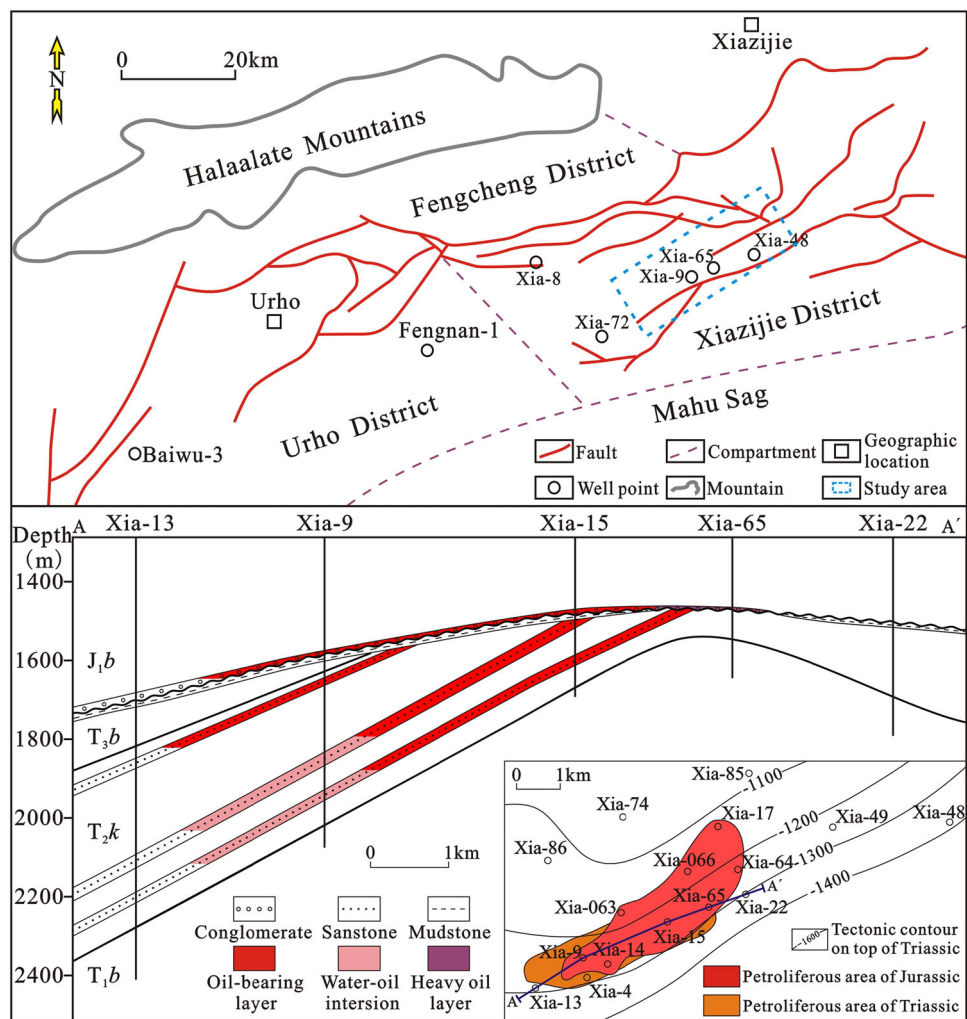 Xiazijie
0 20km
N
Halaalate Mountains
Fengcheng District
Xia-48
Xia-65
Xia-9
Xia-8
Urho
Xia-72
Fengnan-1
Xiazijie District
Mahu Sag
Urho District
Baiwu-3
Fault
Compartment
Geographic
location
Well point
Mountain
Study area
Depth
(m)
A Xia-13 Xia-9 Xia-15 Xia-65 Xia-22 A´
1400
1600
1800
2000
2200
2400
J₁b
T₃b
T₂k
T₁b
0 1km
Conglomerate Sanstone Mudstone
Oil-bearing
layer
Water-oil
intersion
Heavy oil
layer
0 1km
Xia-85
-1100
Xia-74
Xia-17
-1200
Xia-49
Xia-48
Xia-86
Xia-066
Xia-64
-1300
-1400
Xia-65
A´
Xia-22
Xia-063
Xia-15
Xia-9
Xia-14
Xia-4
A
Xia-13
-1600
Tectonic contour
on top of Triassic
Petroliferous area of Jurassic
Petroliferous area of Triassic